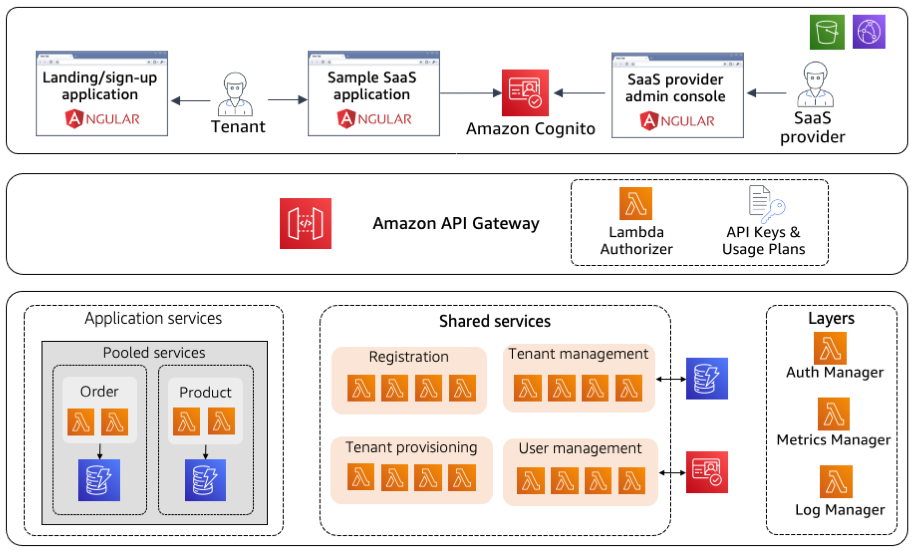 Landing/sign-up
application
ANGULAR
Tenant
Sample SaaS
application
ANGULAR
Amazon Cognito
SaaS provider
admin console
ANGULAR
SaaS
provider
Amazon API Gateway
Lambda
Authorizer
API Keys &
Usage Plans
Application services
Pooled services
Order
Product
Shared services
Registration
Tenant management
Tenant provisioning
User management
Layers
Auth Manager
Metrics Manager
Log Manager